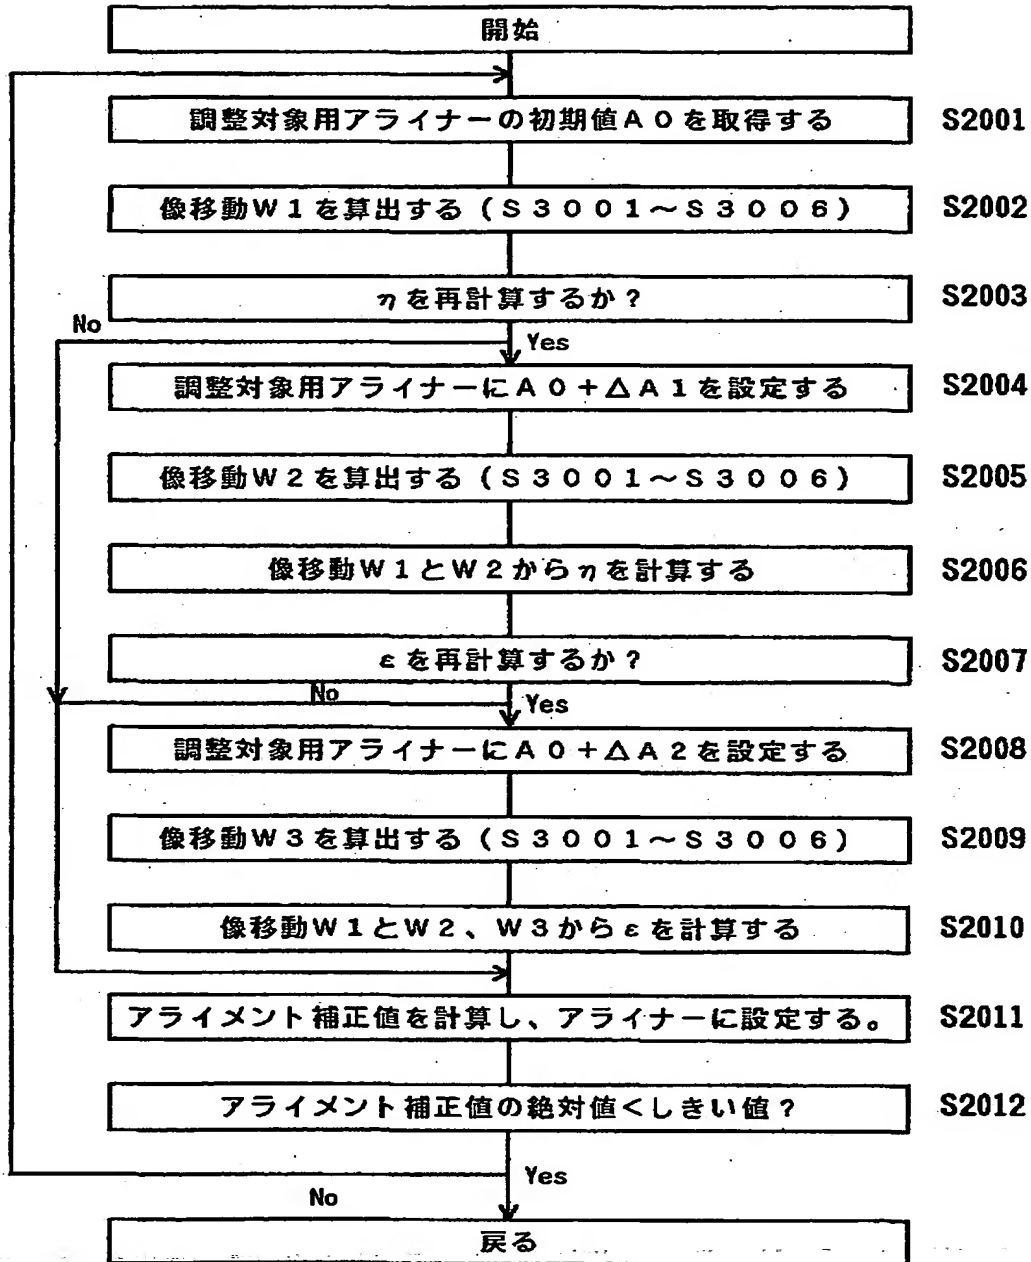 開始
調整対象用アライナーの初期値A0を取得する S2001
像移動W1を算出する(S3001～S3006) S2002
ηを再計算するか? S2003
No
Yes
調整対象用アライナーにA0+△A1を設定する S2004
像移動W2を算出する(S3001～S3006) S2005
像移動W1とW2からηを計算する S2006
εを再計算するか? S2007
No
Yes
調整対象用アライナーにA0+△A2を設定する S2008
像移動W3を算出する(S3001～S3006) S2009
像移動W1とW2、W3からεを計算する S2010
アライメント補正値を計算し、アライナーに設定する。 S2011
アライメント補正値の絶対値<しきい値? S2012
Yes
No
戻る